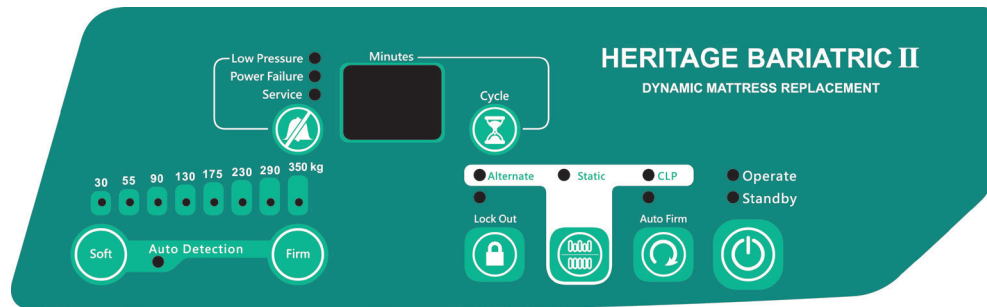 Low Pressure
Power Failure
Service
Minutes
Cycle
HERITAGE BARIATRIC II
DYNAMIC MATTRESS REPLACEMENT
30 55 90 130 175 230 290 350 kg
Soft
Auto Detection
Firm
Alternate
Static
CLP
Lock Out
Auto Firm
Operate
Standby